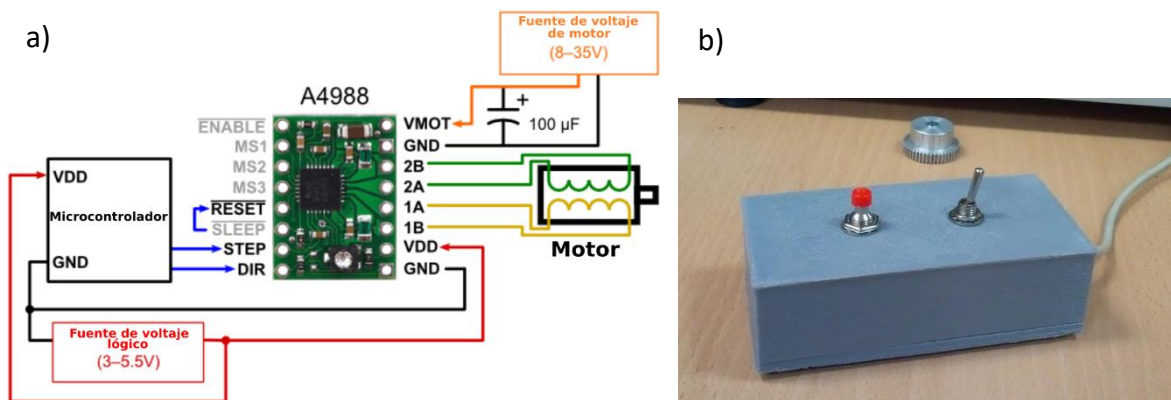 a)
b)
Fuente de voltaje
de motor
(8–35V)
A4988
ENABLE
MS1
MS2
MS3
RESET
SLEEP
STEP
DIR
VMOT
GND
2B
2A
1A
1B
VDD
GND
+
100 µF
VDD
Microcontrolador
GND
Motor
Fuente de voltaje
lógico
(3–5.5V)